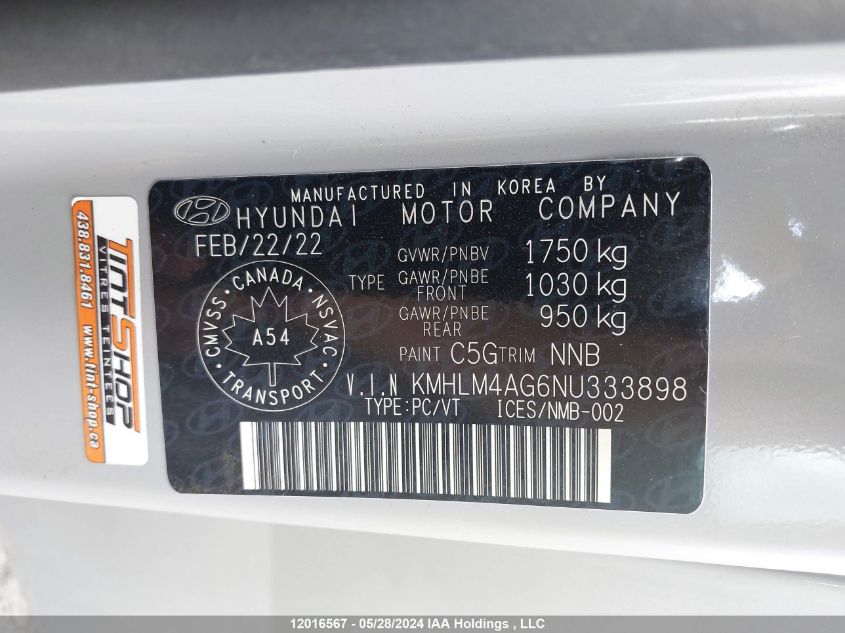 MANUFACTURED IN KOREA BY
HYUNDAI MOTOR COMPANY
FEB/22/22
GVWR/PNBV 1750 kg
TYPE GAWR/PNBE FRONT 1030 kg
GAWR/PNBE REAR 950 kg
PAINT C5G TRIM NNB
V.I.N KMHLM4AG6NU333898
TYPE:PC/VT ICES/NMB-002
CMVSS CANADA NSVAC
A54
TRANSPORT
TINT SHOP
VITRES TEINTÉES
438.831.8461
www.tint-shop.ca
12016567 - 05/28/2024 IAA Holdings , LLC